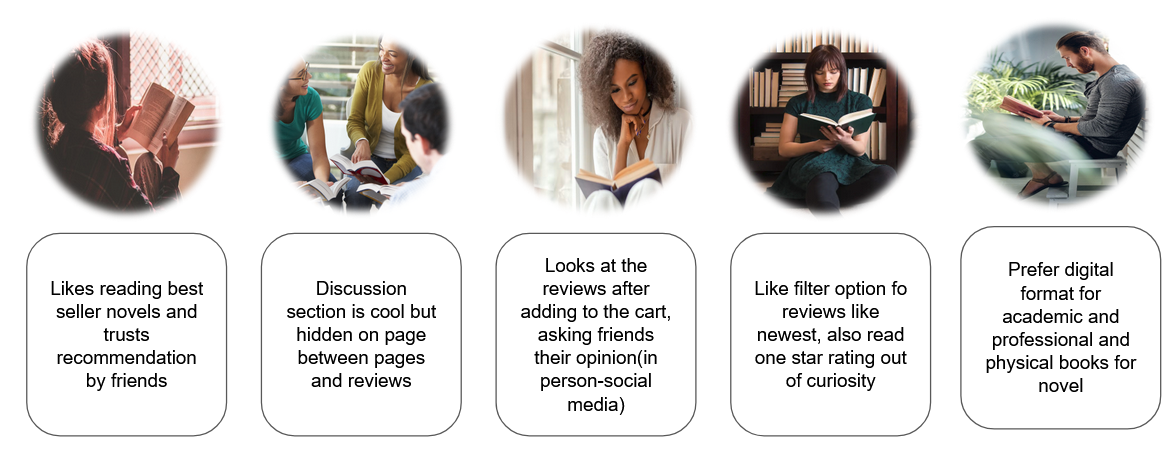 Likes reading best
seller novels and
trusts
recommendation
by friends
Discussion
section is cool but
hidden on page
between pages
and reviews
Looks at the
reviews after
adding to the cart,
asking friends
their opinion(in
person-social
media)
Like filter option fo
reviews like
newest, also read
one star rating out
of curiosity
Prefer digital
format for
academic and
professional and
physical books for
novel